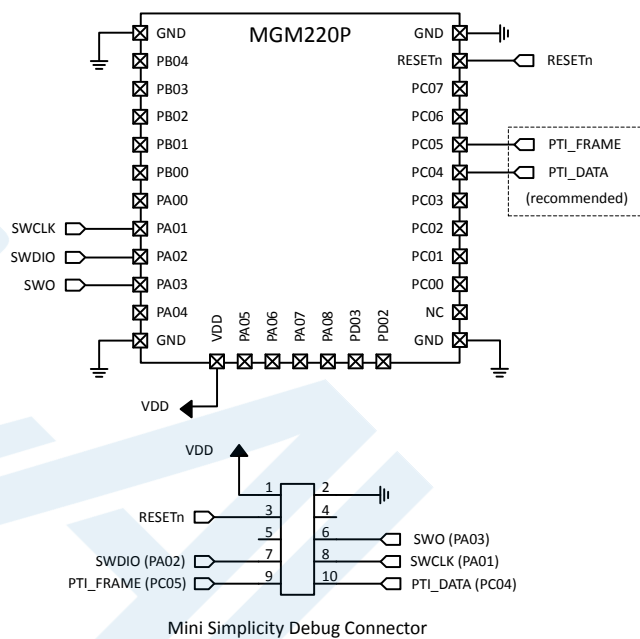 MGM220P
GND GND
PB04 RESETn RESETn
PB03 PC07
PB02 PC06
PB01 PC05 PTI_FRAME
PB00 PC04 PTI_DATA
PA00 PC03 (recommended)
SWCLK PA01 PC02
SWDIO PA02 PC01
SWO PA03 PC00
PA04 NC
GND GND
VDD PA05 PA06 PA07 PA08 PD03 PD02
VDD
VDD
1 2
RESETn 3 4
5 6 SWO (PA03)
SWDIO (PA02) 7 8 SWCLK (PA01)
PTI_FRAME (PC05) 9 10 PTI_DATA (PC04)
Mini Simplicity Debug Connector